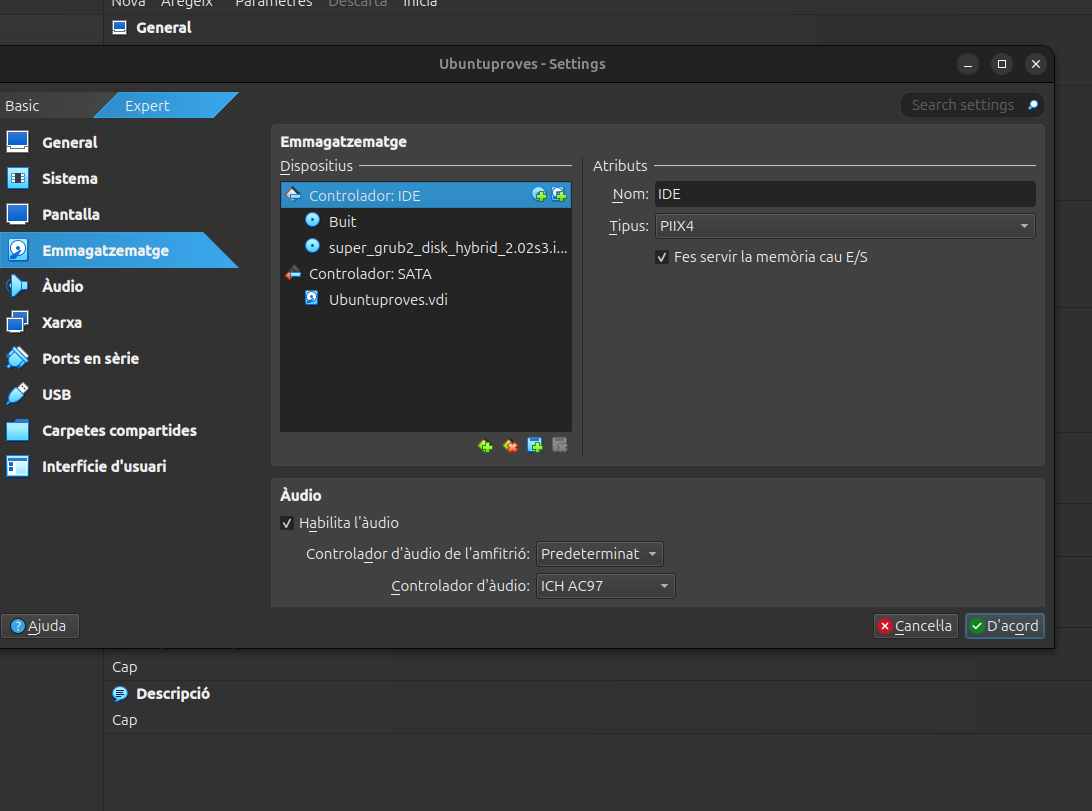 Nova Afegeix Paràmetres Descarta Inicia
General
Ubuntuproves - Settings
Basic Expert Search settings
General
Sistema
Pantalla
Emmagatzematge
Àudio
Xarxa
Ports en sèrie
USB
Carpetes compartides
Interfície d'usuari
Emmagatzematge
Dispositius
Controlador: IDE
Buit
super_grub2_disk_hybrid_2.02s3.i...
Controlador: SATA
Ubuntuproves.vdi
Atributs
Nom: IDE
Tipus: PIIX4
Fes servir la memòria cau E/S
Àudio
Habilita l'àudio
Controlador d'àudio de l'amfitrió: Predeterminat
Controlador d'àudio: ICH AC97
Ajuda Cancel·la D'acord
Cap
Descripció
Cap